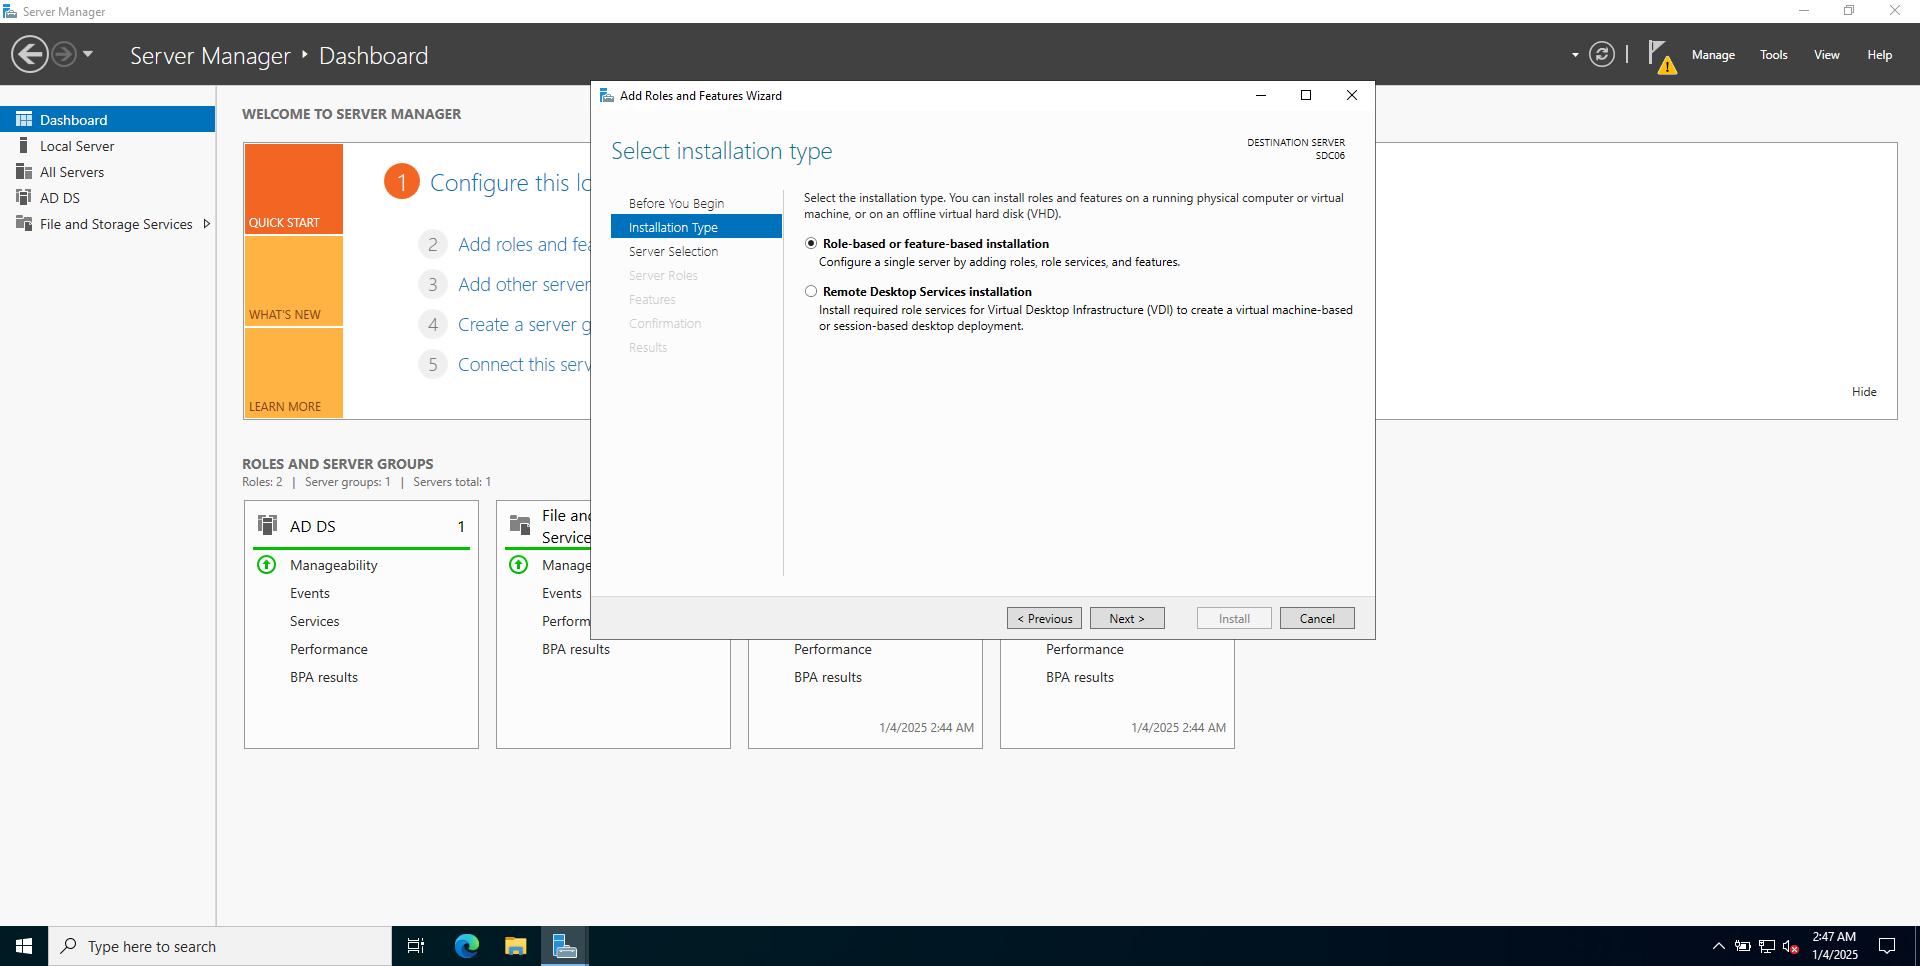 Server Manager
Server Manager ‣ Dashboard
Manage
Tools
View
Help
Dashboard
Local Server
All Servers
AD DS
File and Storage Services
WELCOME TO SERVER MANAGER
QUICK START
WHAT'S NEW
LEARN MORE
1 Configure this lo
2 Add roles and fea
3 Add other server
4 Create a server g
5 Connect this serv
Hide
ROLES AND SERVER GROUPS
Roles: 2 | Server groups: 1 | Servers total: 1
AD DS 1
Manageability
Events
Services
Performance
BPA results
File and
Service
Manage
Events
Perform
BPA results
Performance
BPA results
1/4/2025 2:44 AM
Performance
BPA results
1/4/2025 2:44 AM
Add Roles and Features Wizard
Select installation type
DESTINATION SERVER
SDC06
Before You Begin
Installation Type
Server Selection
Server Roles
Features
Confirmation
Results
Select the installation type. You can install roles and features on a running physical computer or virtual
machine, or on an offline virtual hard disk (VHD).
Role-based or feature-based installation
Configure a single server by adding roles, role services, and features.
Remote Desktop Services installation
Install required role services for Virtual Desktop Infrastructure (VDI) to create a virtual machine-based
or session-based desktop deployment.
< Previous
Next >
Install
Cancel
Type here to search
2:47 AM
1/4/2025